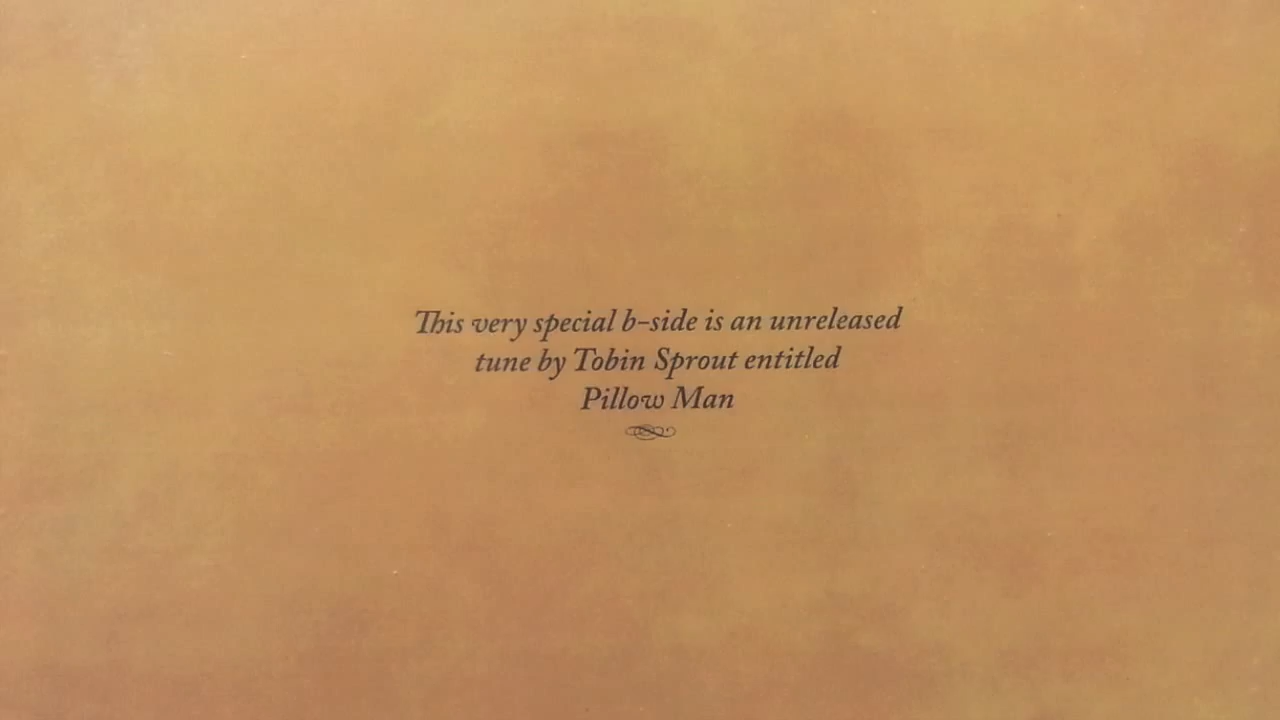 This very special b-side is an unreleased
tune by Tobin Sprout entitled
Pillow Man